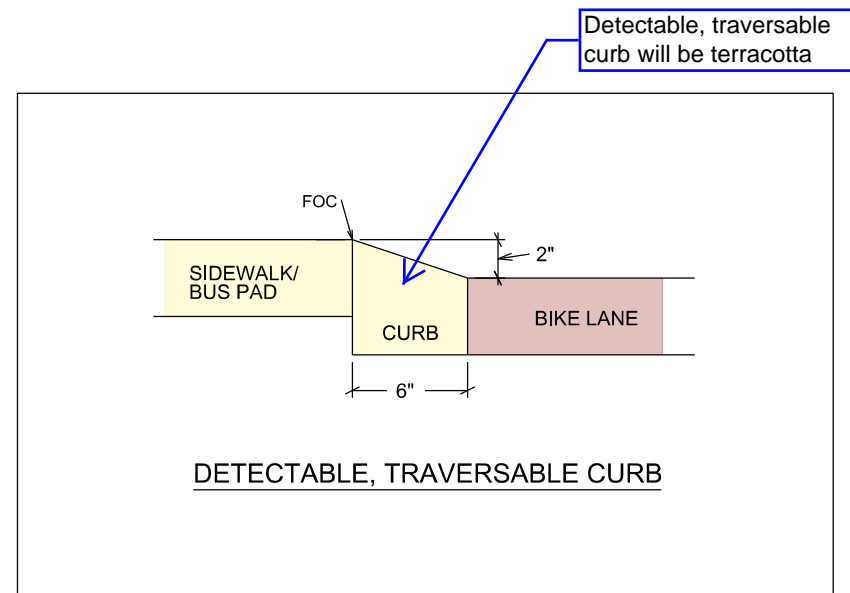 Detectable, traversable
curb will be terracotta
FOC
2"
SIDEWALK/
BUS PAD
CURB
BIKE LANE
6"
DETECTABLE, TRAVERSABLE CURB